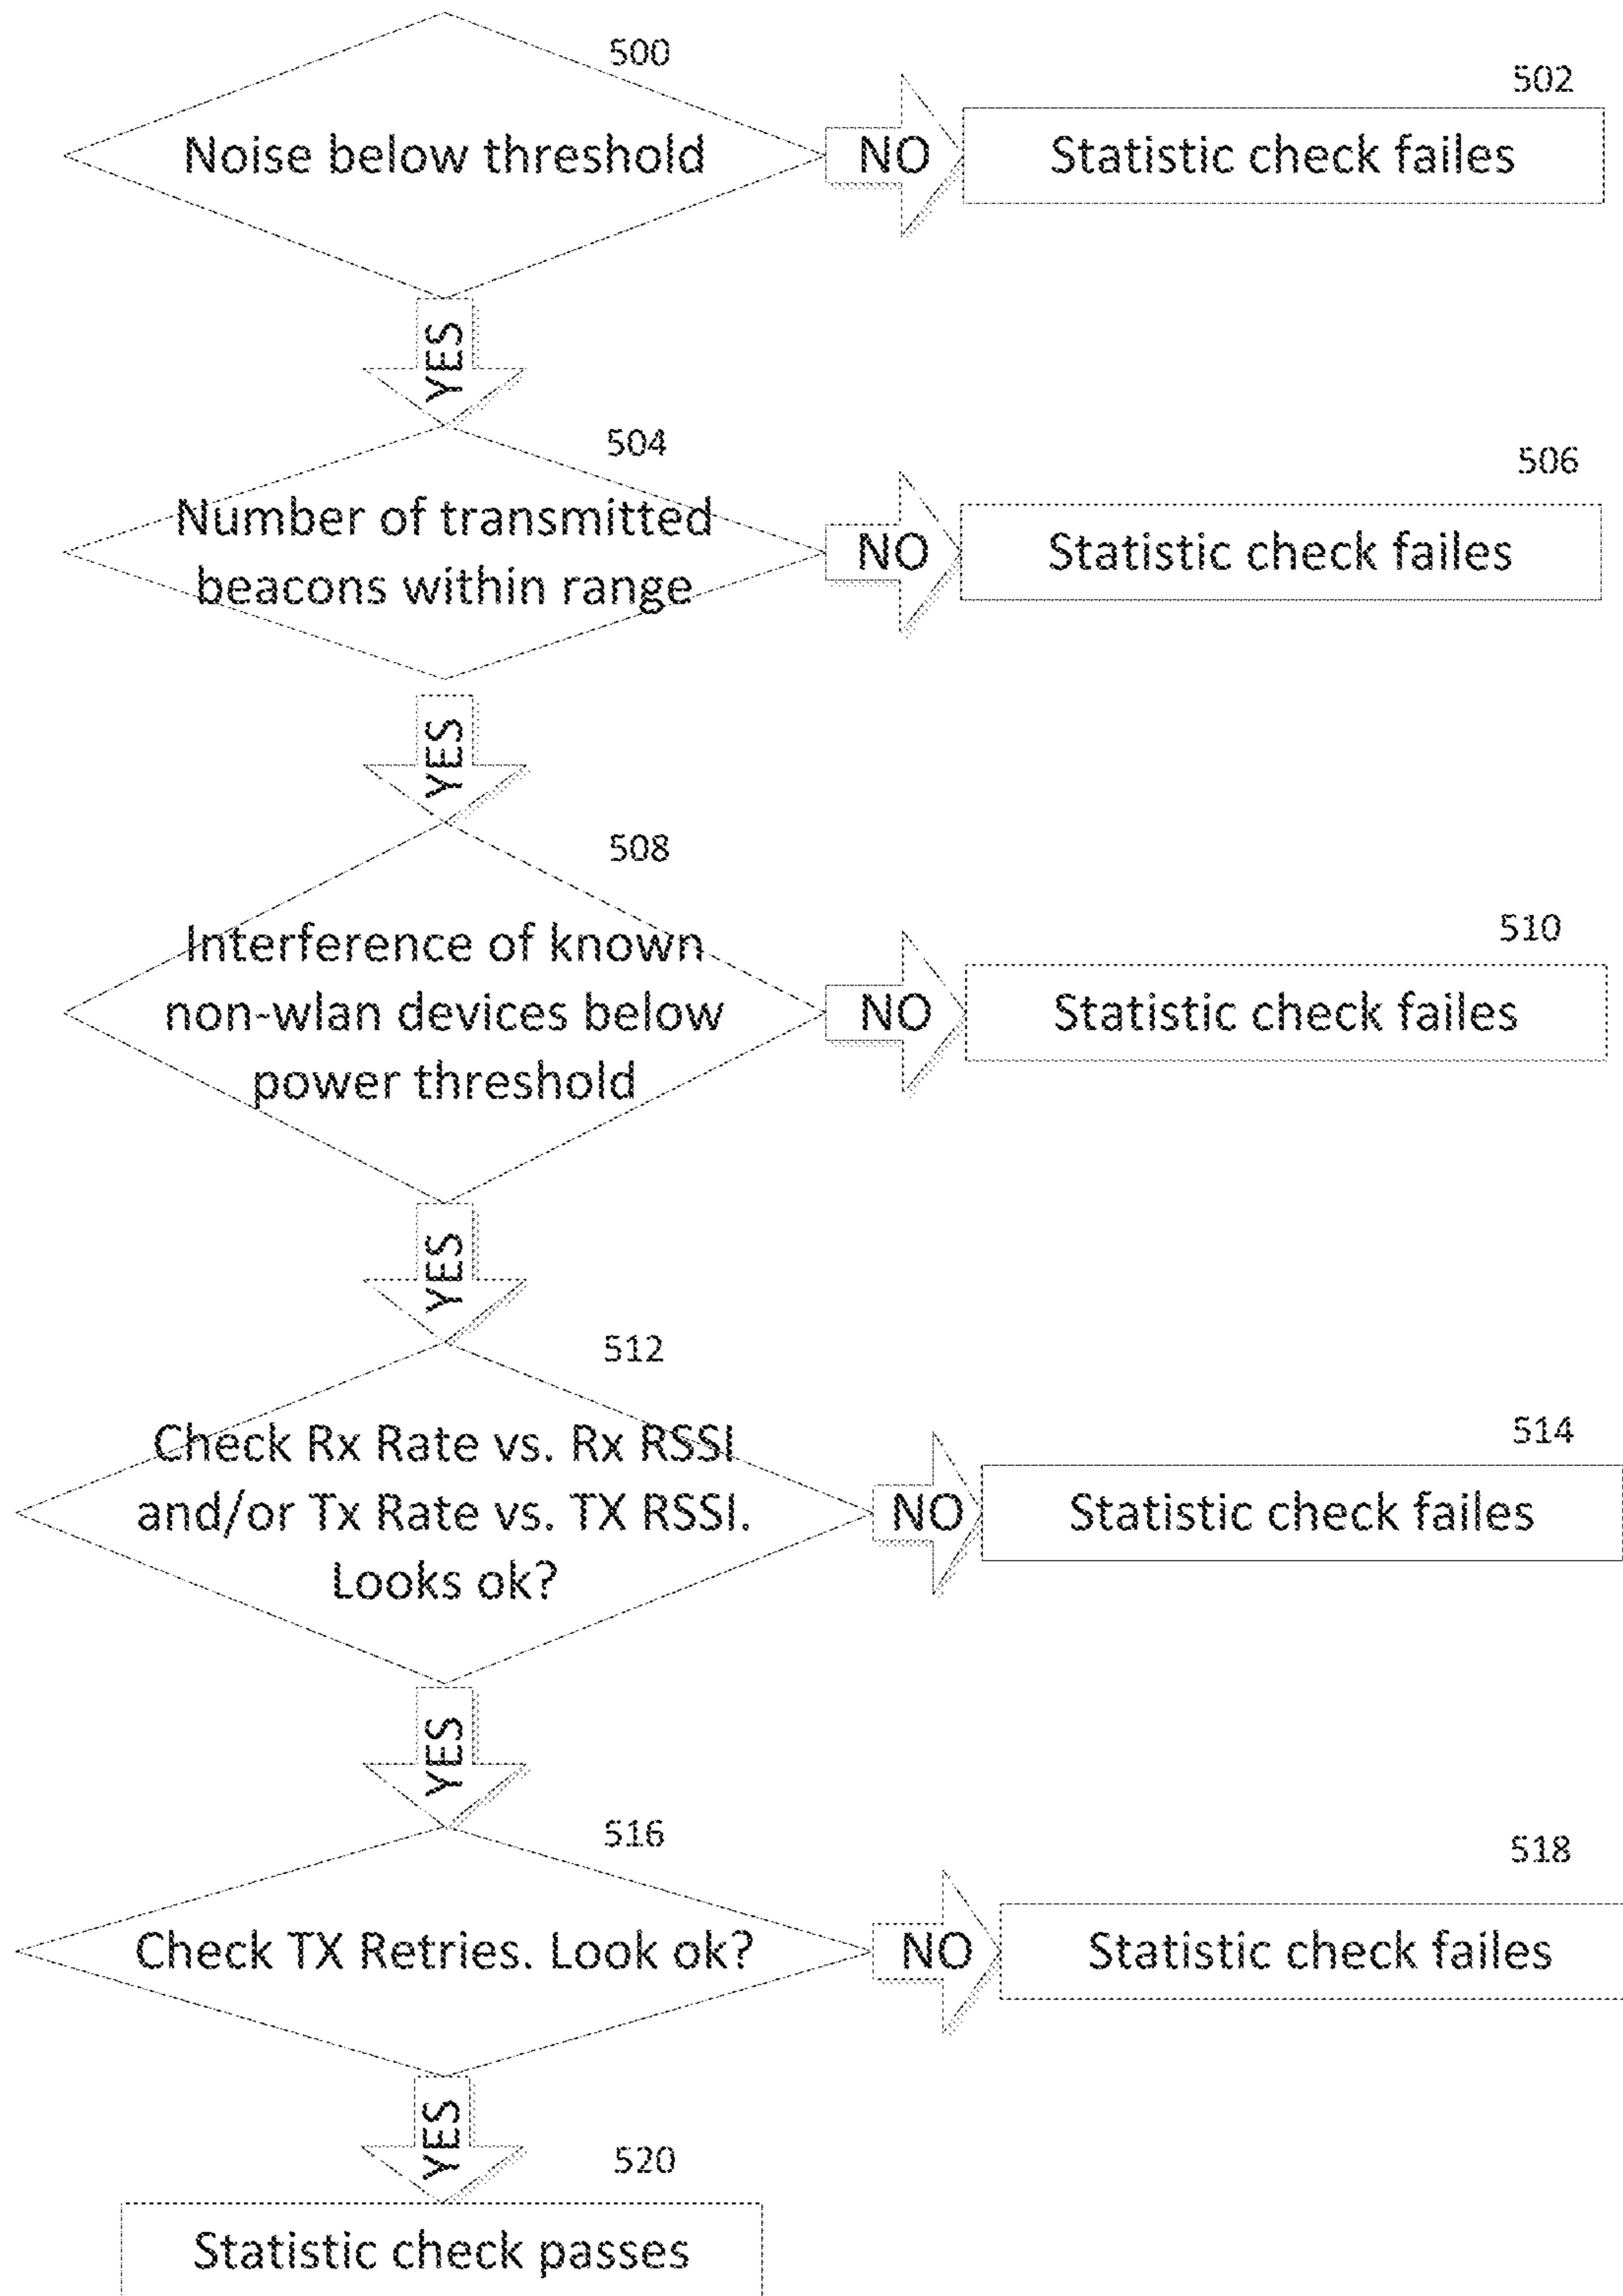 500
502
Noise below threshold
NO
Statistic check failes
YES
504
506
Number of transmitted
beacons within range
NO
Statistic check failes
YES
508
510
Interference of known
non-wlan devices below
power threshold
NO
Statistic check failes
YES
512
514
Check Rx Rate vs. Rx RSSI
and/or Tx Rate vs. TX RSSI.
Looks ok?
NO
Statistic check failes
YES
516
518
Check TX Retries. Look ok?
NO
Statistic check failes
YES
520
Statistic check passes